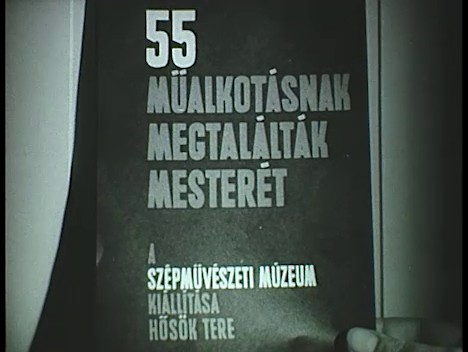 55
MŰALKOTÁSNAK
MEGTALÁLTÁK
MESTERÉT
A
SZÉPMŰVÉSZETI MÚZEUM
KIÁLLÍTÁSA
HŐSÖK TERE